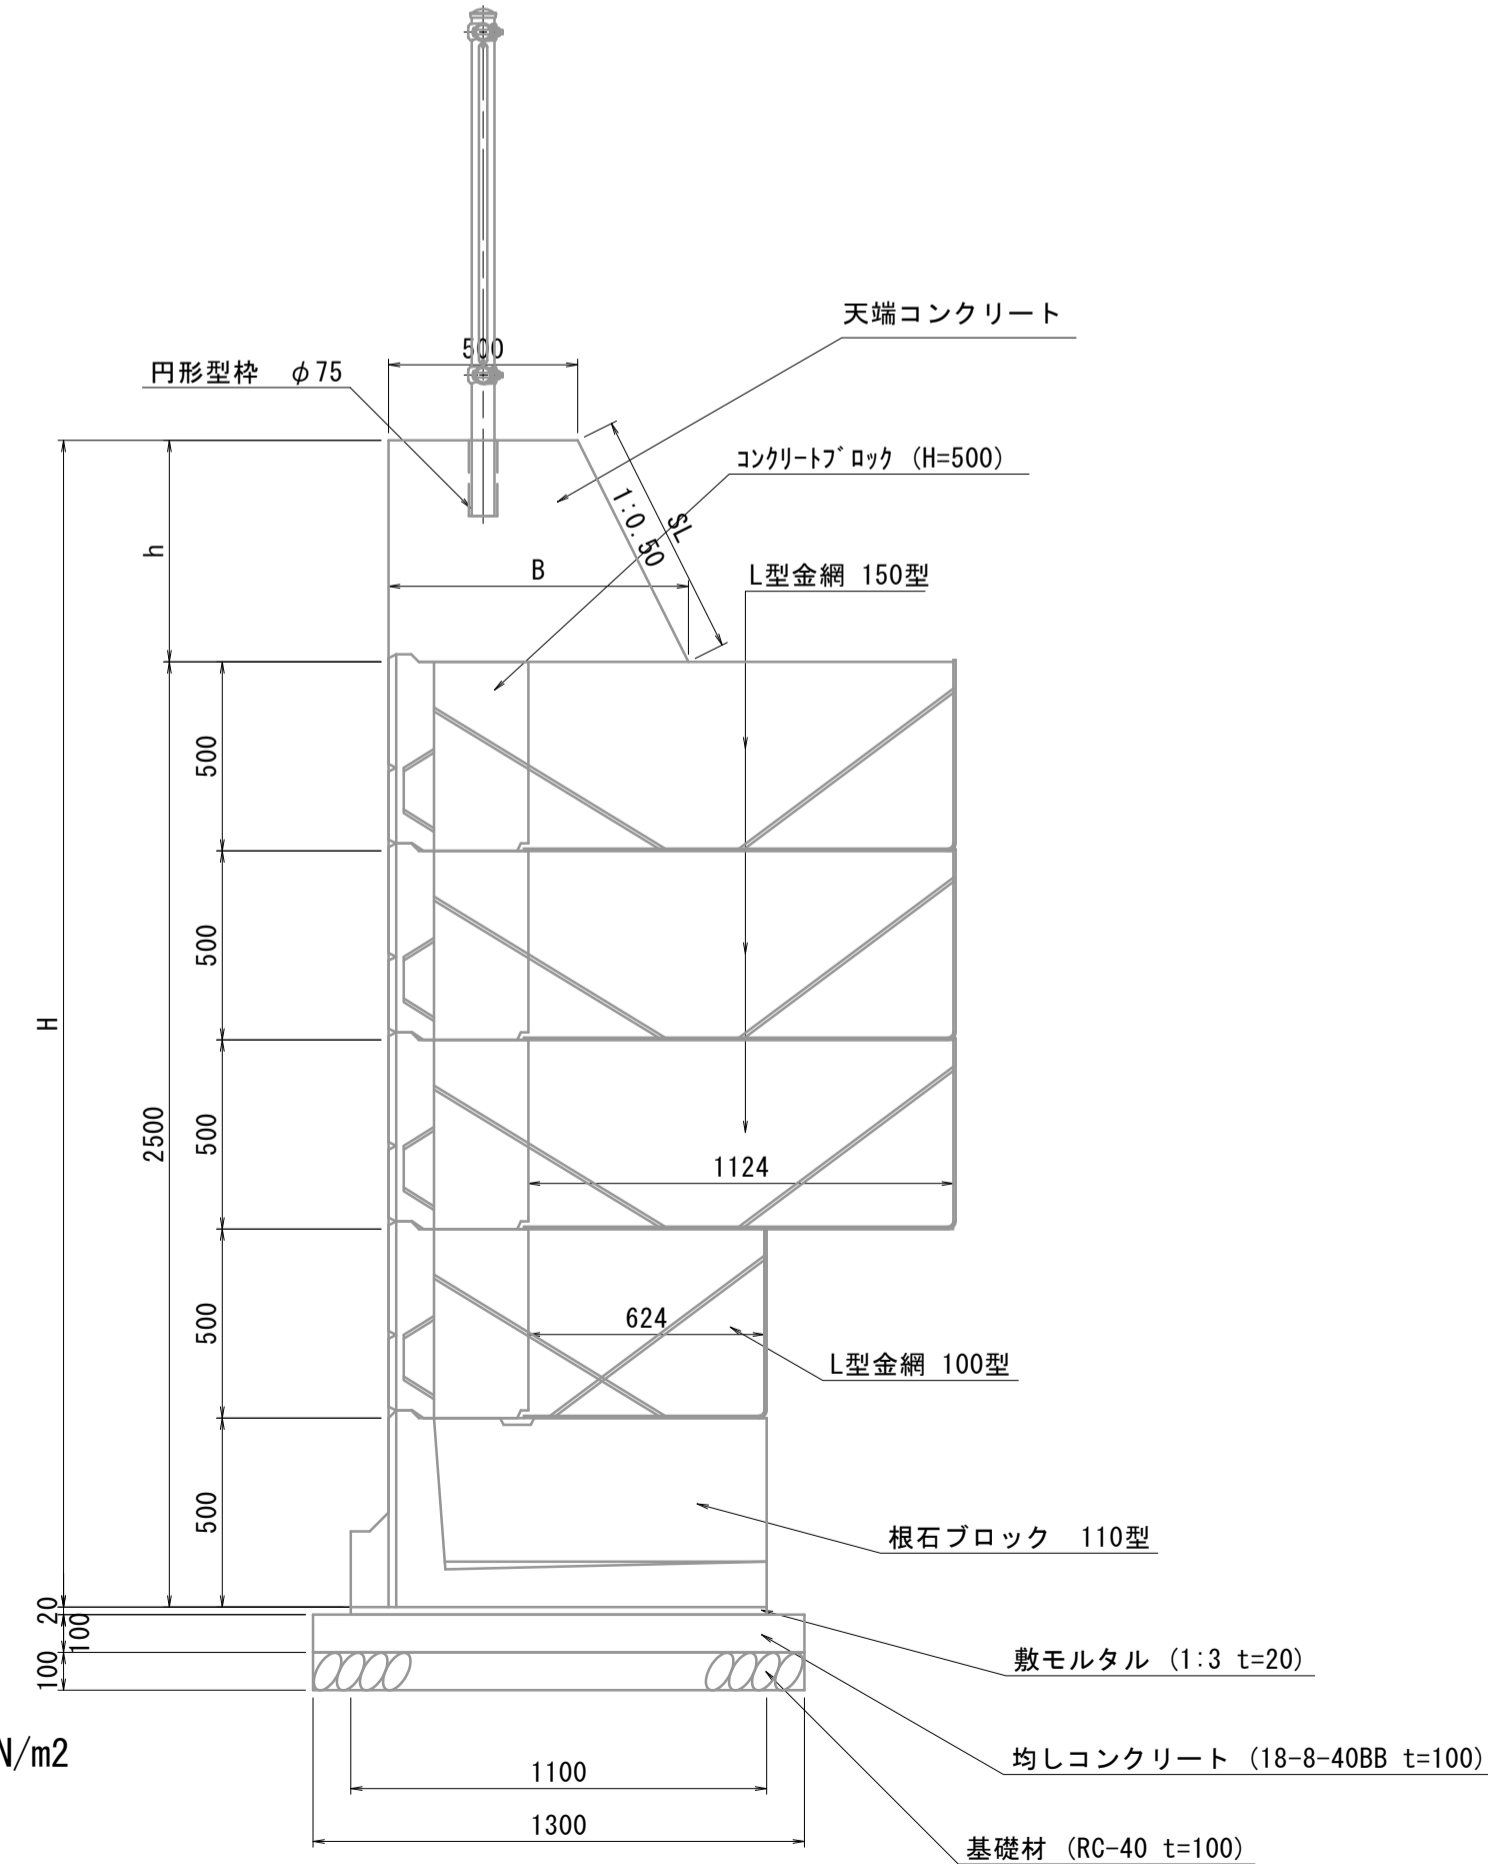 天端コンクリート
500
円形型枠 φ75
コンクリートブロック (H=500)
1:0.50
SL
h
B
L型金網 150型
500
500
H
2500
500
1124
500
624
L型金網 100型
500
根石ブロック 110型
20
100
100
敷モルタル (1:3 t=20)
N/m2
均しコンクリート (18-8-40BB t=100)
1100
1300
基礎材 (RC-40 t=100)